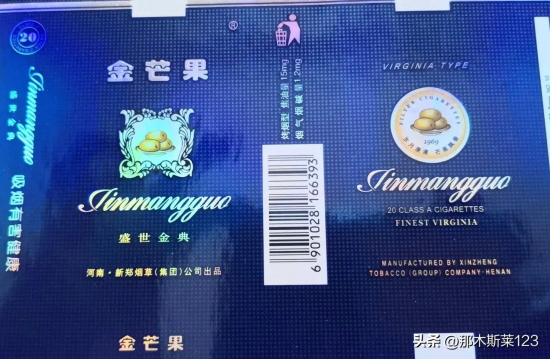 20
Jinmangguo
盛世金典
吸烟有害健康
金芒果
®
Jinmangguo
盛世金典
河南·新郑烟草(集团)公司出品
金芒果
烤烟型 焦油量 15mg
烟气烟碱量 1.2mg
6 901028 166393
VIRGINIA TYPE
FILTER CIGARETTES
1969
Jinmangguo
20 CLASS A CIGARETTES
FINEST VIRGINIA
MANUFACTURED BY XINZHENG
TOBACCO (GROUP) COMPANY·HENAN
头条 @那木斯莱123